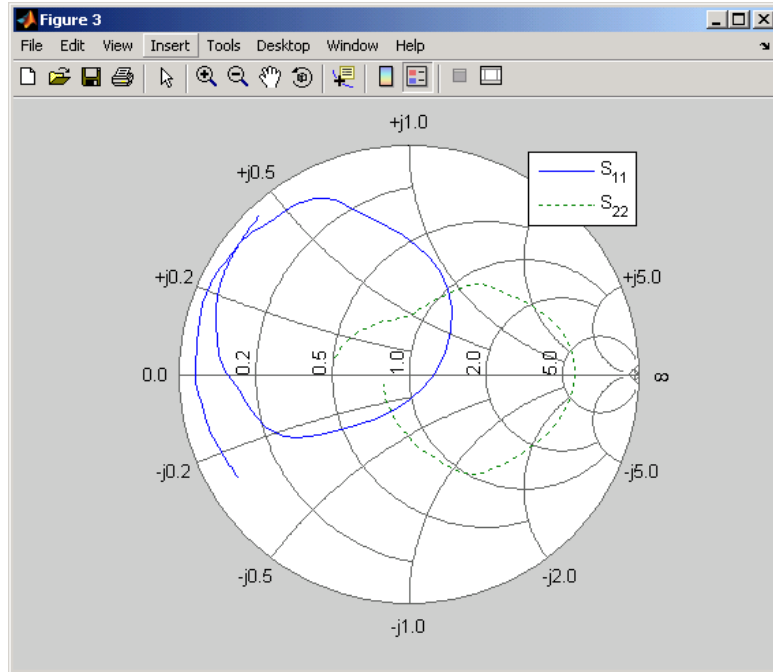 Figure 3
File Edit View Insert Tools Desktop Window Help
+j1.0
+j0.5
S11
S22
+j0.2
+j5.0
0.0
0.2
0.5
1.0
2.0
5.0
∞
-j0.2
-j5.0
-j0.5
-j2.0
-j1.0